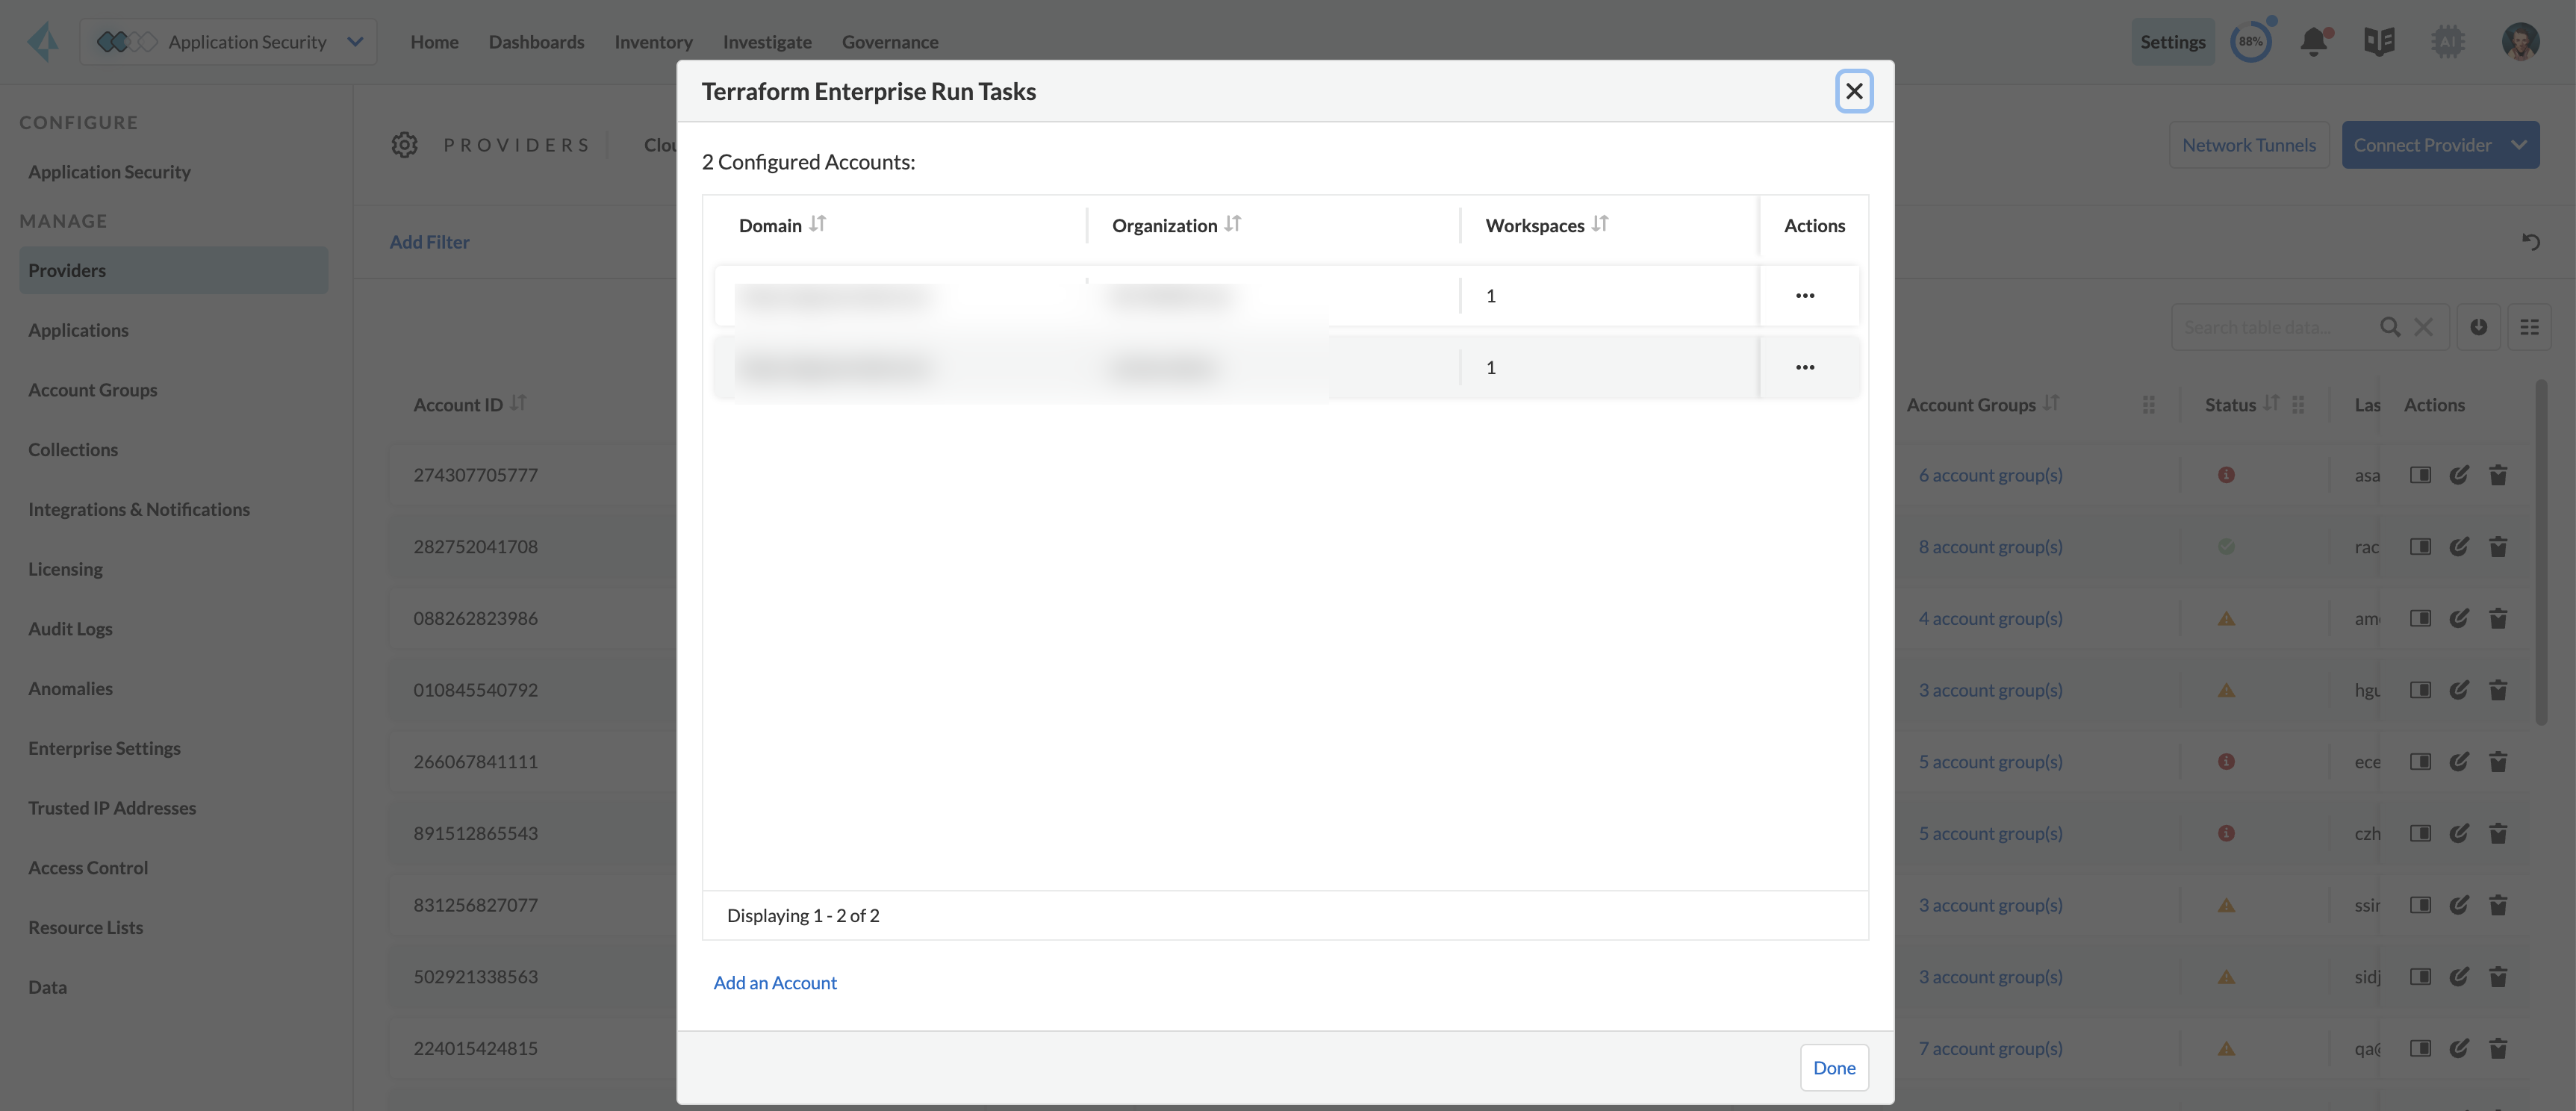 Application Security
Home
Dashboards
Inventory
Investigate
Governance
Settings
88%
AI
Terraform Enterprise Run Tasks
2 Configured Accounts:
Domain
Organization
Workspaces
Actions
1
1
Displaying 1 - 2 of 2
Add an Account
Done
CONFIGURE
Application Security
MANAGE
Providers
Applications
Account Groups
Collections
Integrations & Notifications
Licensing
Audit Logs
Anomalies
Enterprise Settings
Trusted IP Addresses
Access Control
Resource Lists
Data
PROVIDERS
Clou
Network Tunnels
Connect Provider
Add Filter
Search table data...
Account ID
Account Groups
Status
Las
Actions
274307705777
6 account group(s)
asa
282752041708
8 account group(s)
rac
088262823986
4 account group(s)
am
010845540792
3 account group(s)
hgu
266067841111
5 account group(s)
ece
891512865543
5 account group(s)
czh
831256827077
3 account group(s)
ssir
502921338563
3 account group(s)
sidj
224015424815
7 account group(s)
qa@